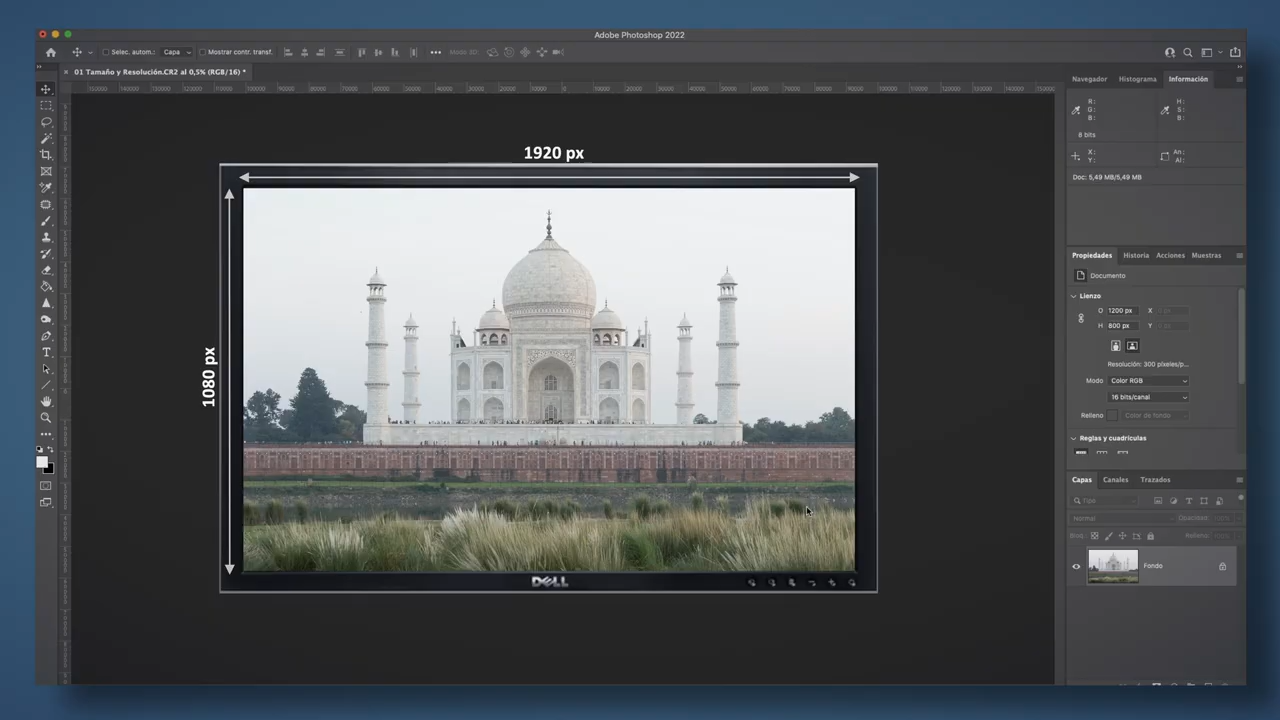 Adobe Photoshop 2022
Selec. autom.: Capa Mostrar contr. transf. Modo 3D:
01 Tamaño y Resolución.CR2 al 0,5% (RGB/16) *
Navegador Histograma Información
R: H:
G: S:
B: B:
8 bits
X: An:
Y: Al:
Doc: 5,49 MB/5,49 MB
1920 px
1080 px
DELL
Propiedades Historia Acciones Muestras
Documento
Lienzo
O 1200 px X
H 800 px Y
Resolución: 300 píxeles/p...
Modo Color RGB
16 bits/canal
Relleno Color de fondo
Reglas y cuadrículas
Capas Canales Trazados
Tipo
Normal Opacidad: 100%
Bloq.: Relleno: 100%
Fondo